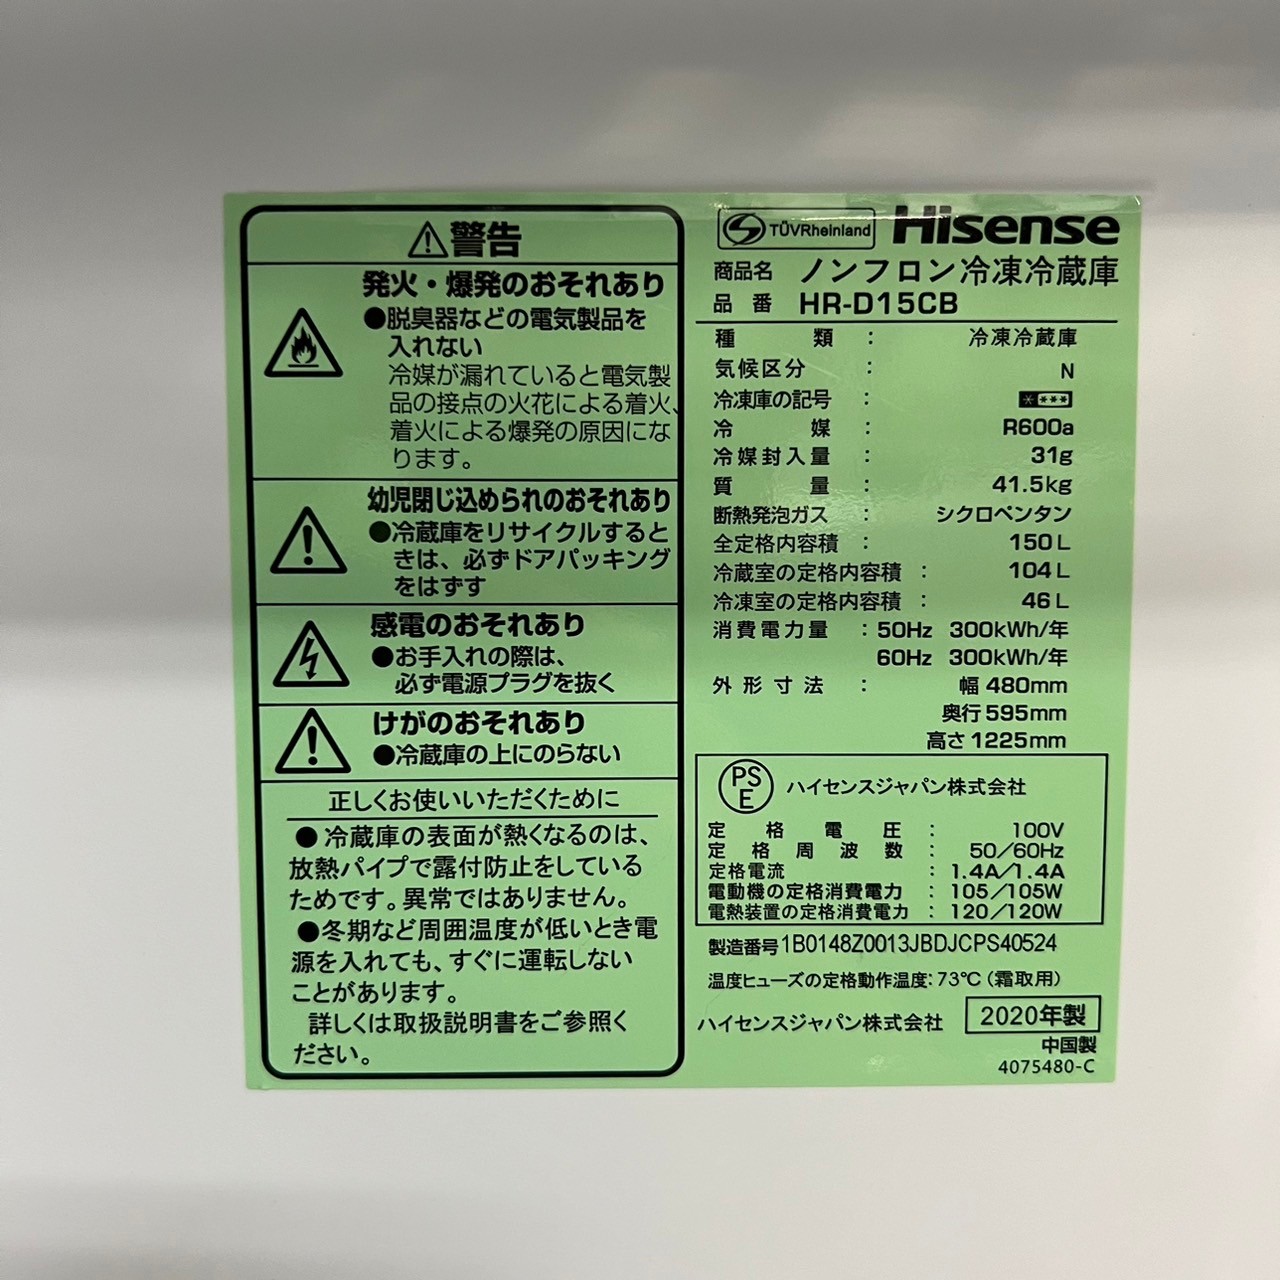 警告
発火・爆発のおそれあり
●脱臭器などの電気製品を
入れない
冷媒が漏れていると電気製
品の接点の火花による着火、
着火による爆発の原因にな
ります。
幼児閉じ込められのおそれあり
●冷蔵庫をリサイクルすると
きは、必ずドアパッキング
をはずす
感電のおそれあり
●お手入れの際は、
必ず電源プラグを抜く
けがのおそれあり
●冷蔵庫の上にのらない
正しくお使いいただくために
●冷蔵庫の表面が熱くなるのは、
放熱パイプで露付防止をしている
ためです。異常ではありません。
●冬期など周囲温度が低いとき電
源を入れても、すぐに運転しない
ことがあります。
詳しくは取扱説明書をご参照く
ださい。
TÜVRheinland Hisense
商品名 ノンフロン冷凍冷蔵庫
品番 HR-D15CB
種類 : 冷凍冷蔵庫
気候区分 : N
冷凍庫の記号 : ****
冷媒 : R600a
冷媒封入量 : 31g
質量 : 41.5kg
断熱発泡ガス : シクロペンタン
全定格内容積 : 150L
冷蔵室の定格内容積 : 104L
冷凍室の定格内容積 : 46L
消費電力量 : 50Hz 300kWh/年
60Hz 300kWh/年
外形寸法 : 幅 480mm
奥行 595mm
高さ 1225mm
PSE ハイセンスジャパン株式会社
定格電圧 : 100V
定格周波数 : 50/60Hz
定格電流 : 1.4A/1.4A
電動機の定格消費電力 : 105/105W
電熱装置の定格消費電力 : 120/120W
製造番号 1B0148Z0013JBDJCPS40524
温度ヒューズの定格動作温度:73℃(霜取用)
ハイセンスジャパン株式会社 2020年製
中国製
4075480-C